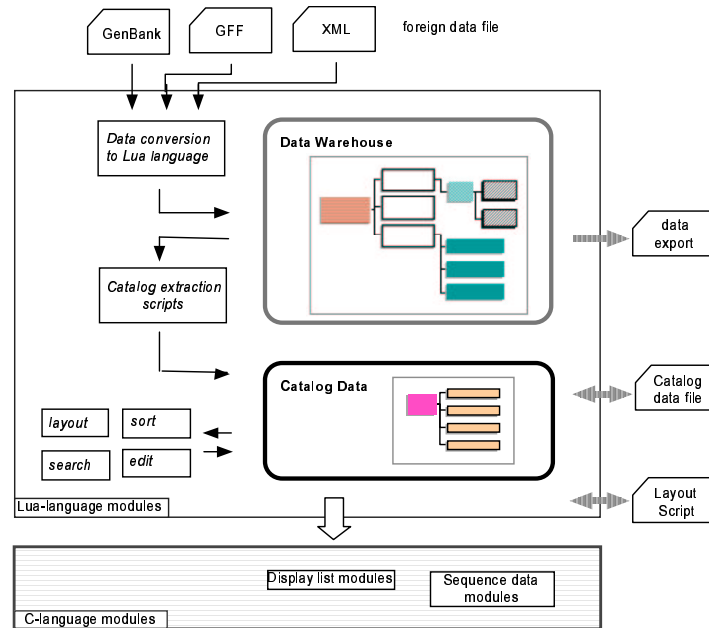 GenBank
GFF
XML
foreign data file
Data conversion
to Lua language
Data Warehouse
data
export
Catalog extraction
scripts
Catalog Data
Catalog
data file
layout
sort
search
edit
Layout
Script
Lua-language modules
Display list modules
Sequence data
modules
C-language modules